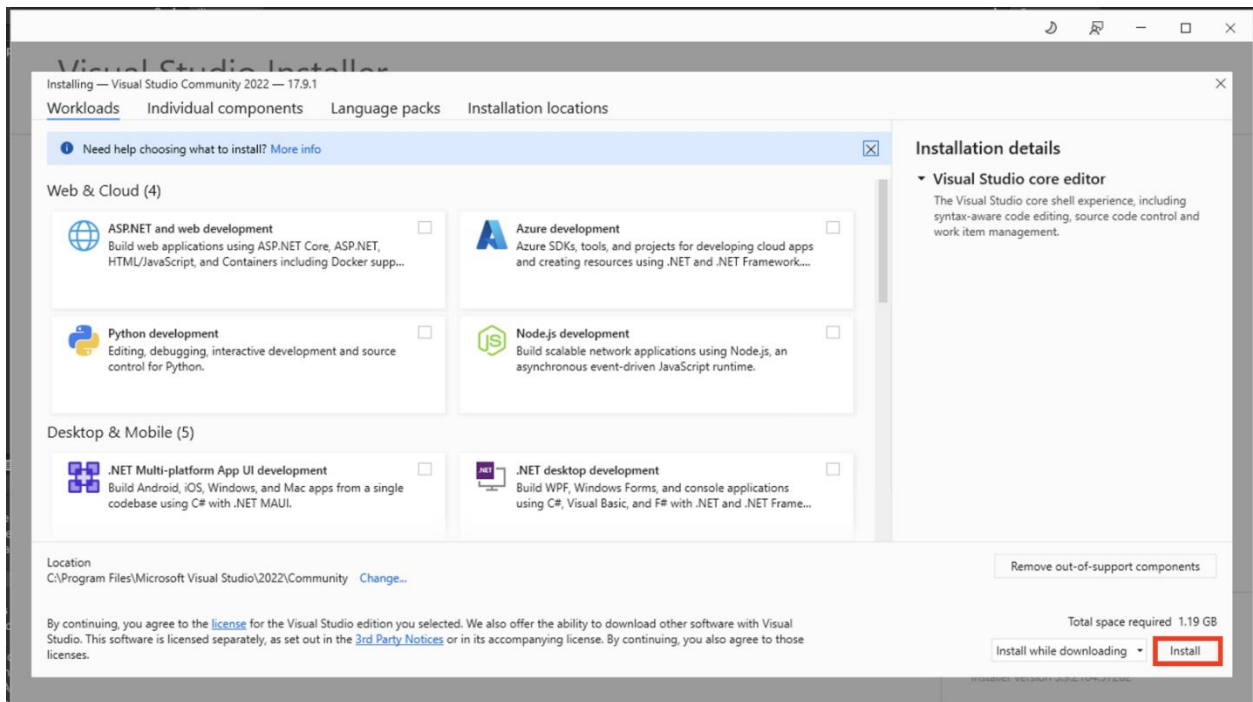 Visual Studio Installer
Installing — Visual Studio Community 2022 — 17.9.1
Workloads Individual components Language packs Installation locations
Need help choosing what to install? More info
Web & Cloud (4)
ASP.NET and web development
Build web applications using ASP.NET Core, ASP.NET,
HTML/JavaScript, and Containers including Docker supp...
Azure development
Azure SDKs, tools, and projects for developing cloud apps
and creating resources using .NET and .NET Framework....
Python development
Editing, debugging, interactive development and source
control for Python.
JS
Node.js development
Build scalable network applications using Node.js, an
asynchronous event-driven JavaScript runtime.
Desktop & Mobile (5)
.NET Multi-platform App UI development
Build Android, iOS, Windows, and Mac apps from a single
codebase using C# with .NET MAUI.
.NET
.NET desktop development
Build WPF, Windows Forms, and console applications
using C#, Visual Basic, and F# with .NET and .NET Frame...
Installation details
Visual Studio core editor
The Visual Studio core shell experience, including
syntax-aware code editing, source code control and
work item management.
Location
C:\Program Files\Microsoft Visual Studio\2022\Community Change...
Remove out-of-support components
By continuing, you agree to the license for the Visual Studio edition you selected. We also offer the ability to download other software with Visual
Studio. This software is licensed separately, as set out in the 3rd Party Notices or in its accompanying license. By continuing, you also agree to those
licenses.
Total space required 1.19 GB
Install while downloading Install